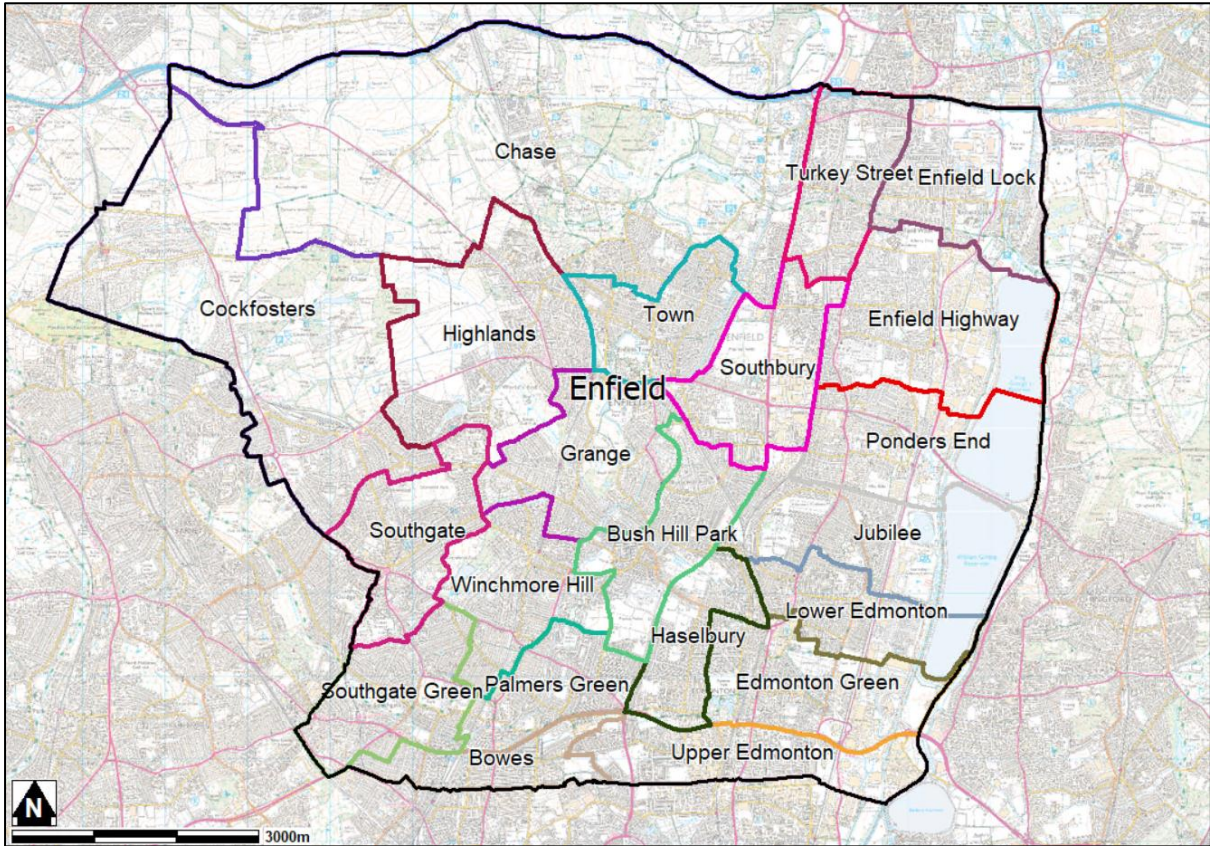 Chase
Turkey Street
Enfield Lock
Cockfosters
Highlands
Town
Enfield Highway
Southbury
Enfield
Grange
Ponders End
Southgate
Bush Hill Park
Jubilee
Winchmore Hill
Lower Edmonton
Haselbury
Southgate Green
Palmers Green
Edmonton Green
Bowes
Upper Edmonton
N
3000m